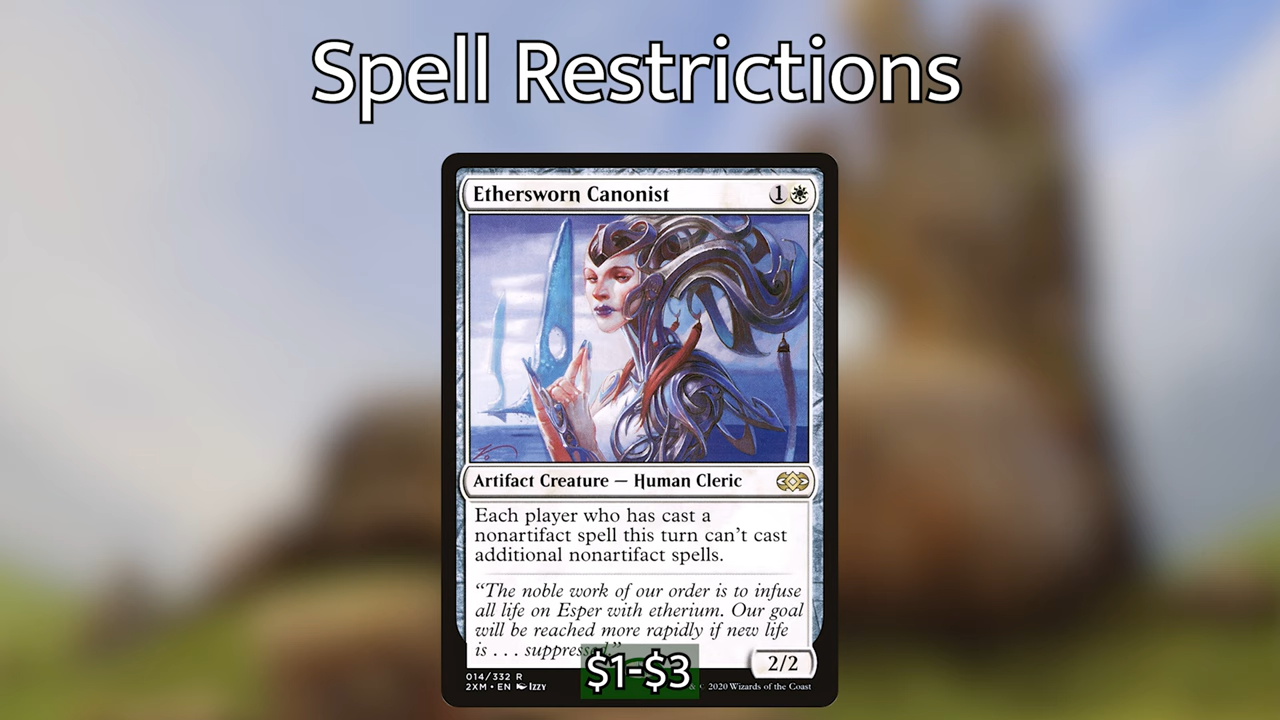 Spell Restrictions
Ethersworn Canonist 1
Artifact Creature — Human Cleric
Each player who has cast a
nonartifact spell this turn can't cast
additional nonartifact spells.
“The noble work of our order is to infuse
all life on Esper with etherium. Our goal
will be reached more rapidly if new life
is . . . suppressed.”
$1-$3
2/2
014/332 R
2XM • EN Izzy
& © 2020 Wizards of the Coast